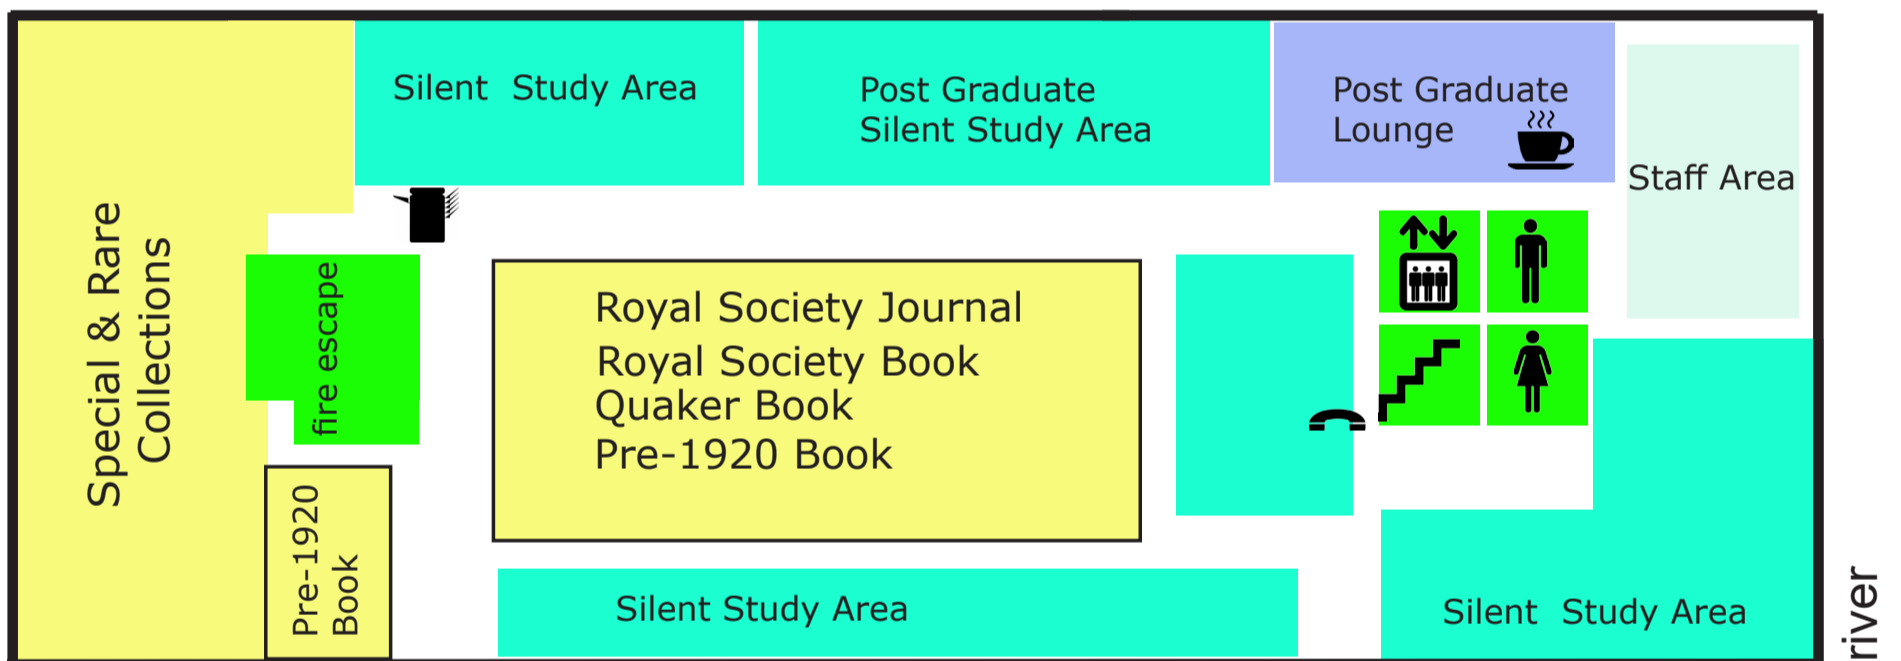 Silent Study Area
Post Graduate
Silent Study Area
Post Graduate
Lounge
Staff Area
Special & Rare
Collections
fire escape
Royal Society Journal
Royal Society Book
Quaker Book
Pre-1920 Book
Pre-1920
Book
Silent Study Area
Silent Study Area
river